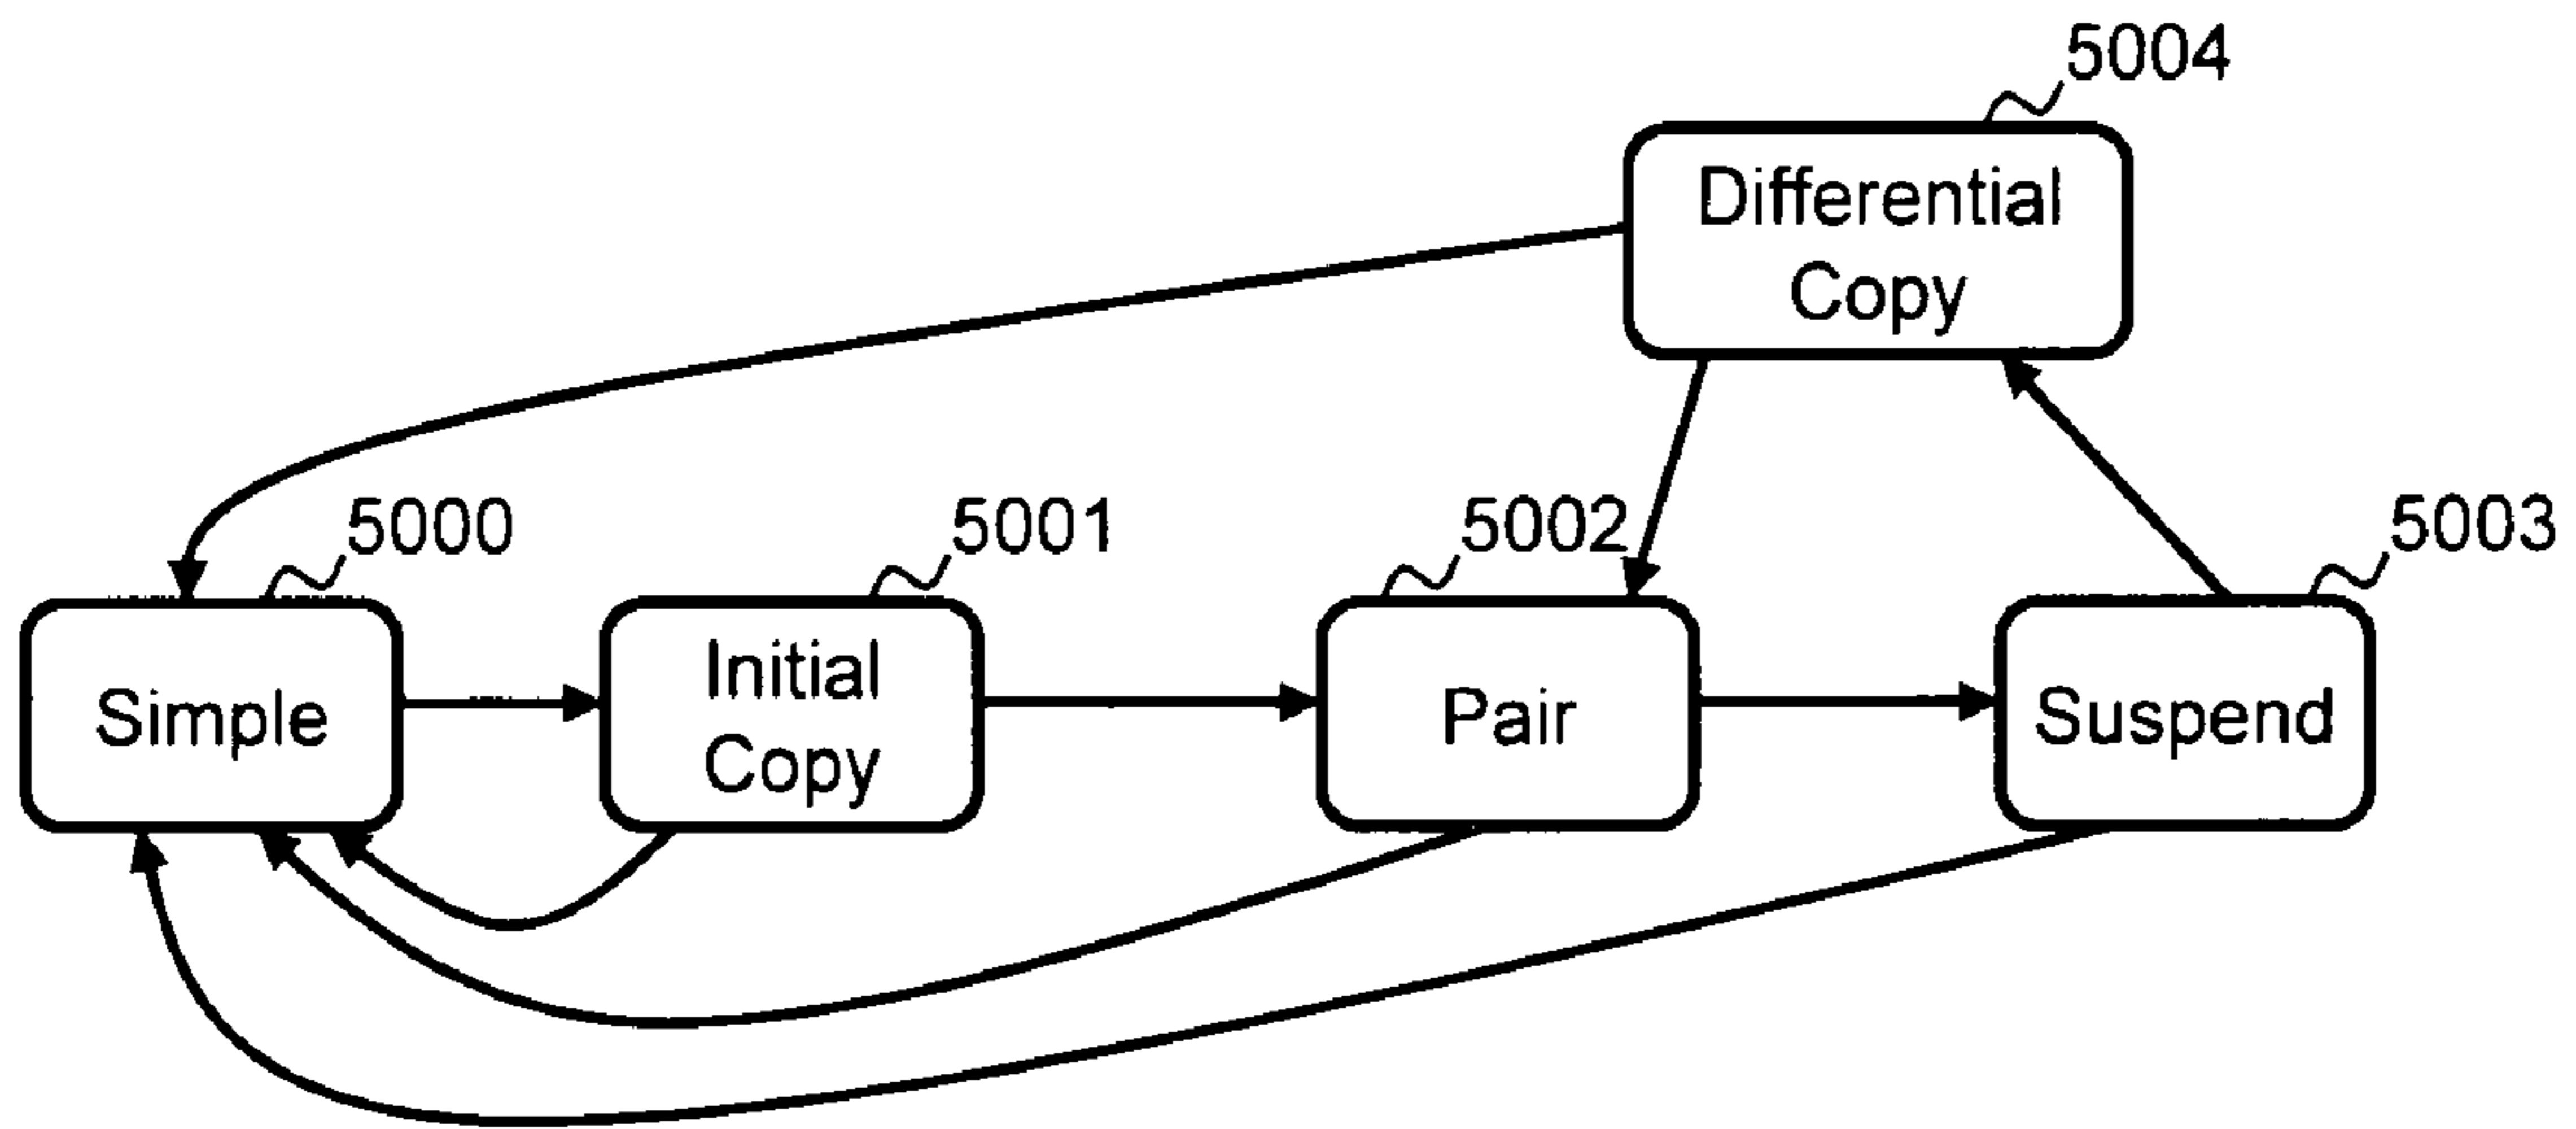 5004
Differential
Copy
5000
5001
5002
5003
Simple
Initial
Copy
Pair
Suspend